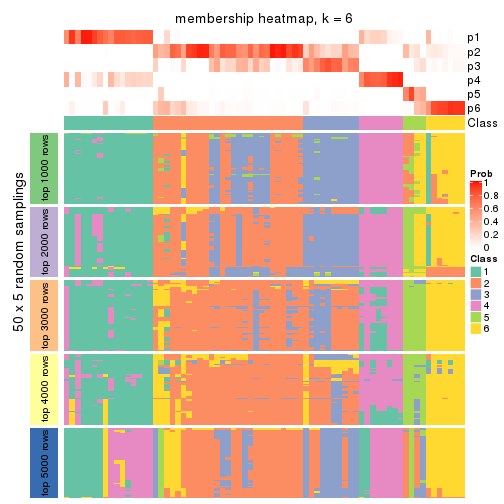 membership heatmap, k = 6
p1
p2
p3
p4
p5
p6
Class
50 x 5 random samplings
top 1000 rows
top 2000 rows
top 3000 rows
top 4000 rows
top 5000 rows
Prob
1
0.8
0.6
0.4
0.2
0
Class
1
2
3
4
5
6